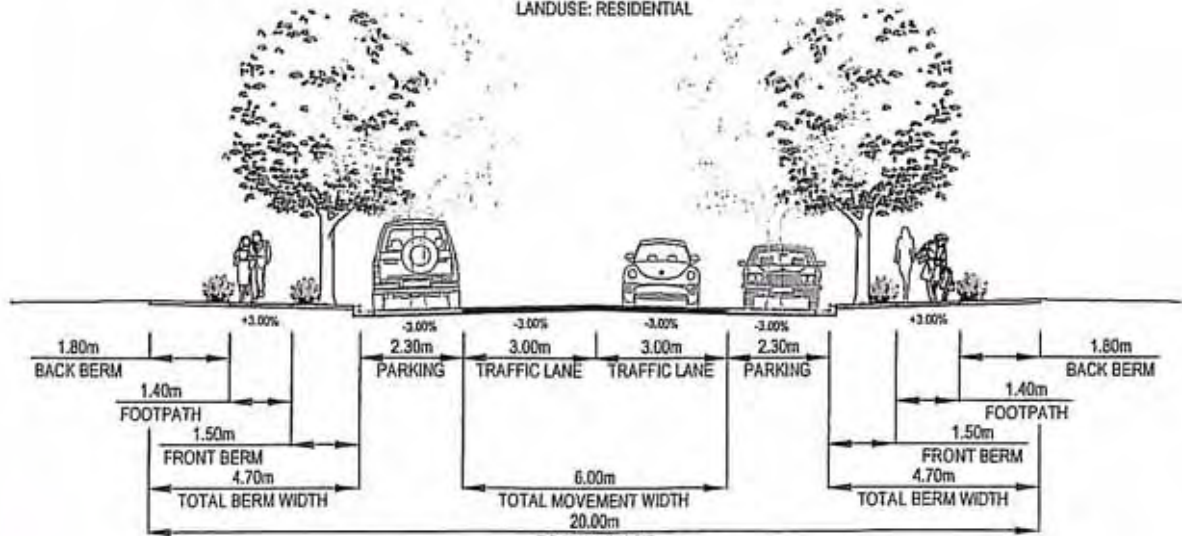 LANDUSE: RESIDENTIAL
+3.00% -3.00% -3.00% -3.00% -3.00% +3.00%
1.80m 2.30m 3.00m 3.00m 2.30m 1.80m
BACK BERM PARKING TRAFFIC LANE TRAFFIC LANE PARKING BACK BERM
1.40m 1.40m
FOOTPATH FOOTPATH
1.50m 1.50m
FRONT BERM FRONT BERM
4.70m 6.00m 4.70m
TOTAL BERM WIDTH TOTAL MOVEMENT WIDTH TOTAL BERM WIDTH
20.00m